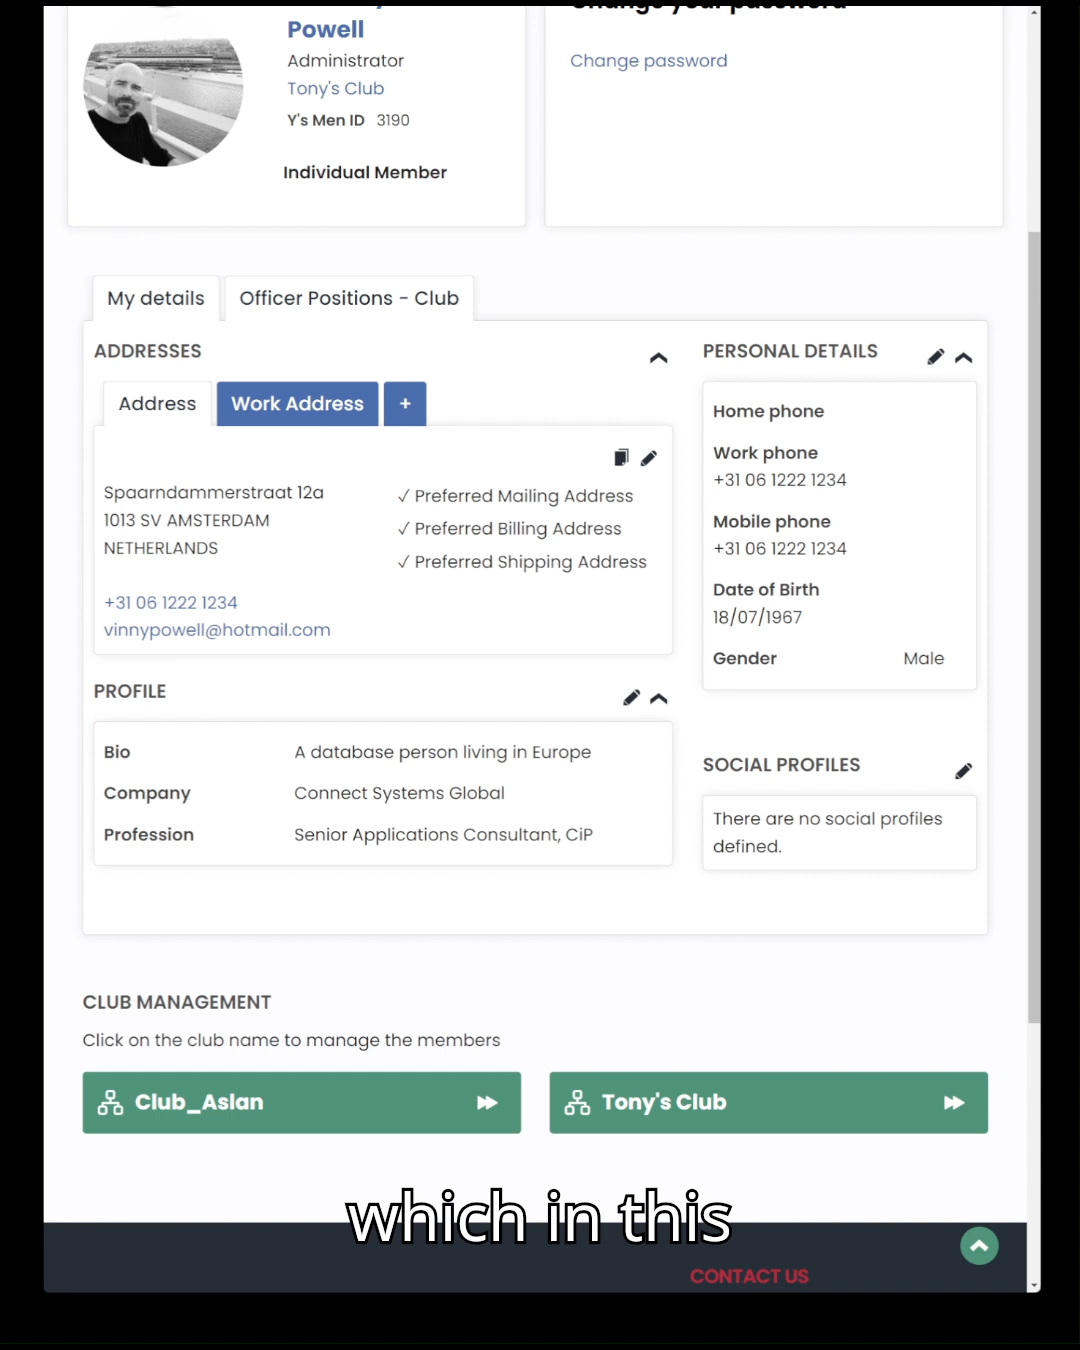 Powell
Administrator
Tony's Club
Y's Men ID 3190
Individual Member
Change your password
Change password
My details
Officer Positions - Club
ADDRESSES
Address
Work Address
+
Spaarndammerstraat 12a
1013 SV AMSTERDAM
NETHERLANDS
✓ Preferred Mailing Address
✓ Preferred Billing Address
✓ Preferred Shipping Address
+31 06 1222 1234
vinnypowell@hotmail.com
PERSONAL DETAILS
Home phone
Work phone
+31 06 1222 1234
Mobile phone
+31 06 1222 1234
Date of Birth
18/07/1967
Gender Male
PROFILE
Bio A database person living in Europe
Company Connect Systems Global
Profession Senior Applications Consultant, CiP
SOCIAL PROFILES
There are no social profiles
defined.
CLUB MANAGEMENT
Click on the club name to manage the members
Club_Aslan
Tony's Club
which in this
CONTACT US